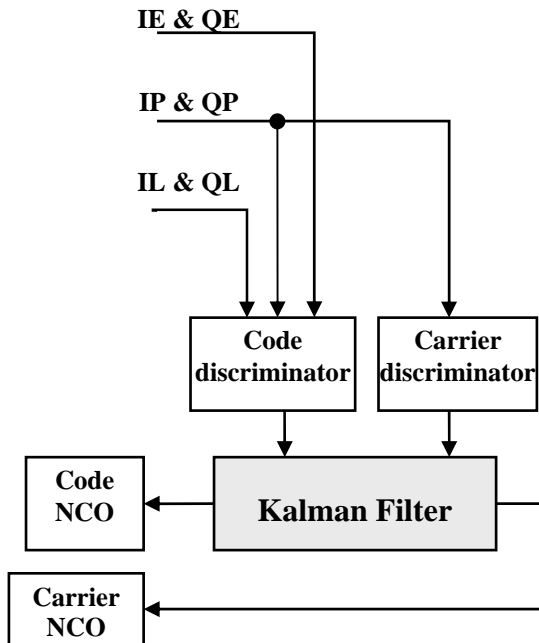 IE & QE
IP & QP
IL & QL
Code
discriminator
Carrier
discriminator
Code
NCO
Kalman Filter
Carrier
NCO